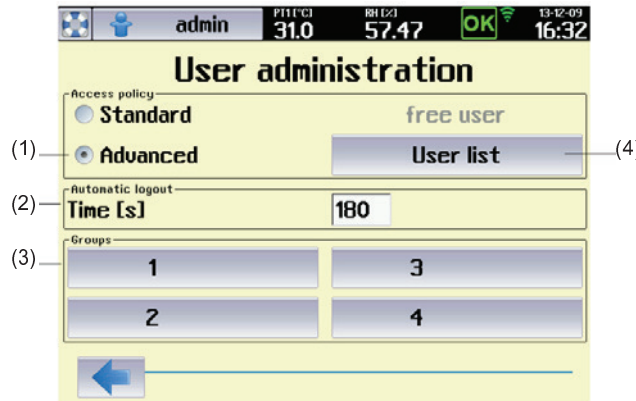 admin PT1[°C] 31.0 RH[%] 57.47 OK 13-12-09 16:32
User administration
Access policy
Standard free user
(1) Advanced User list (4)
Automatic logout
(2) Time [s] 180
Groups
(3) 1 3
2 4